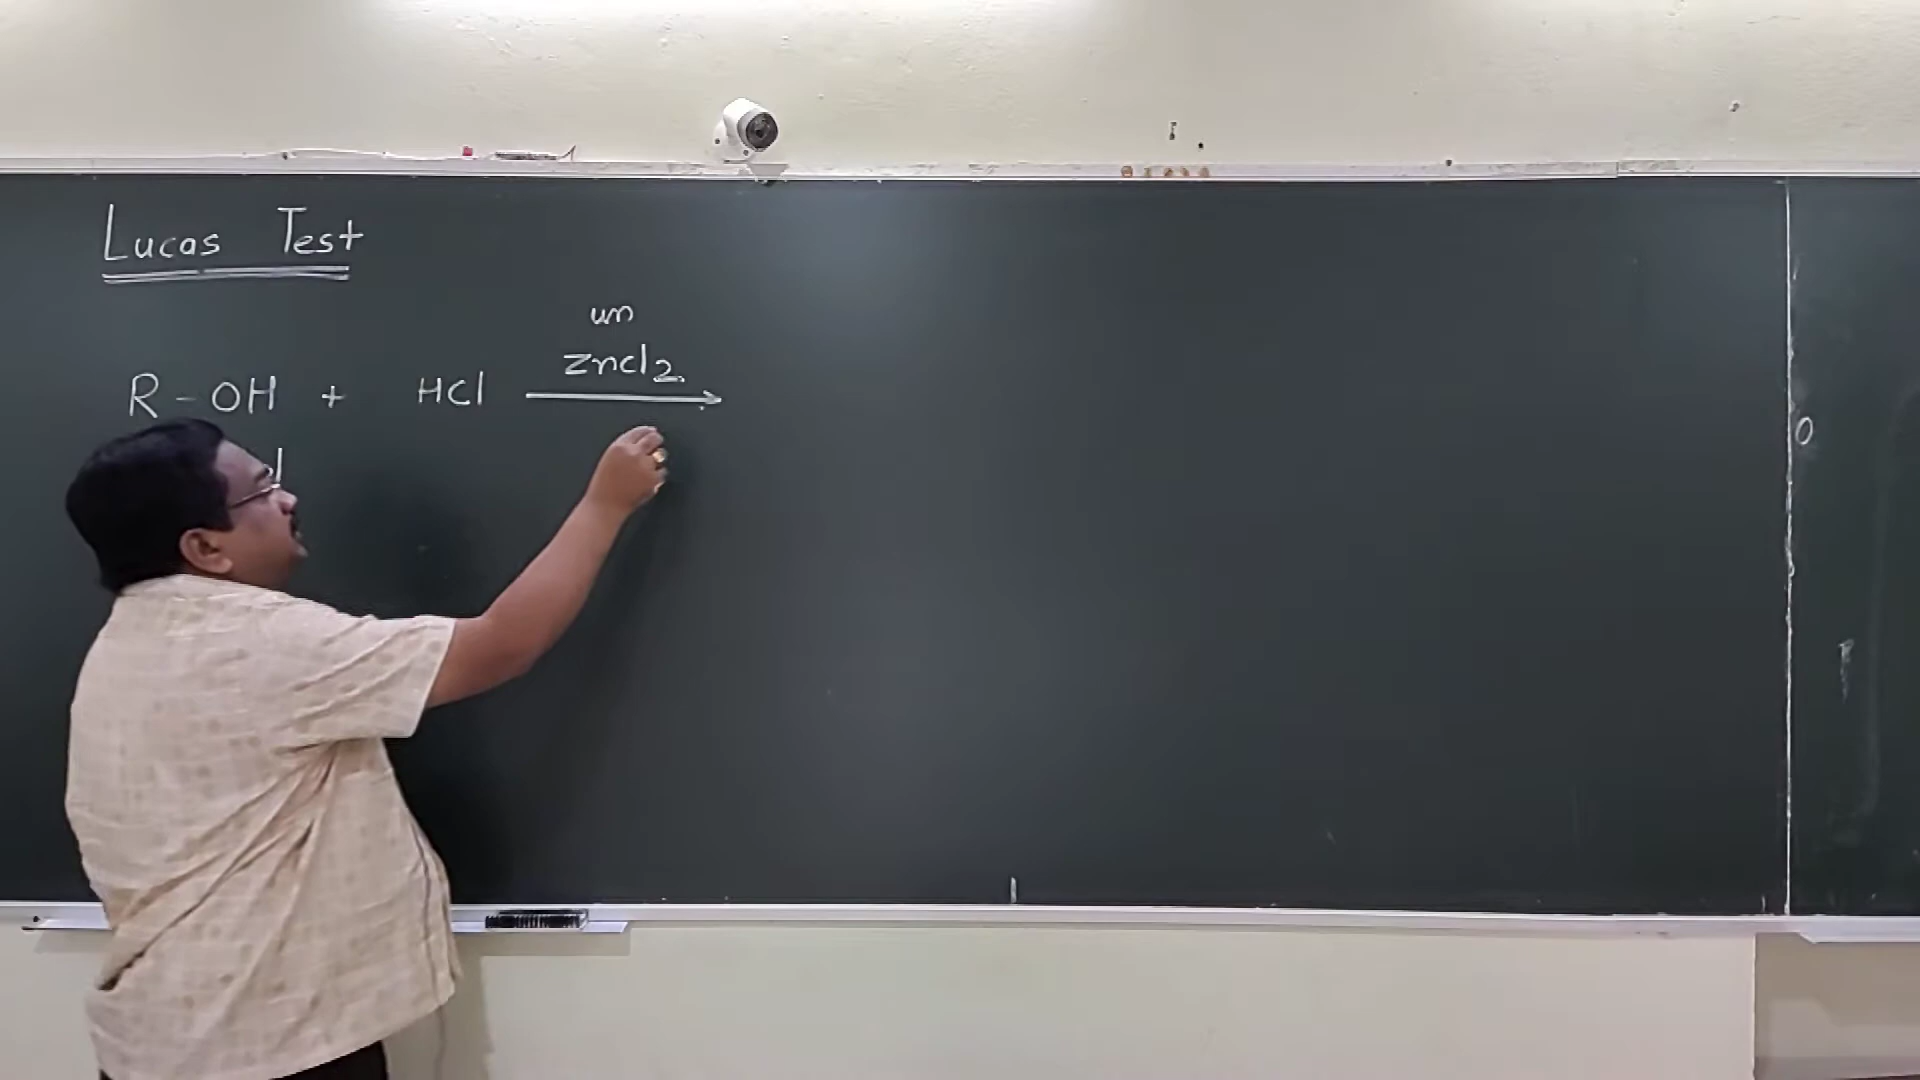 Lucas Test
un
R - OH + HCl ZnCl2